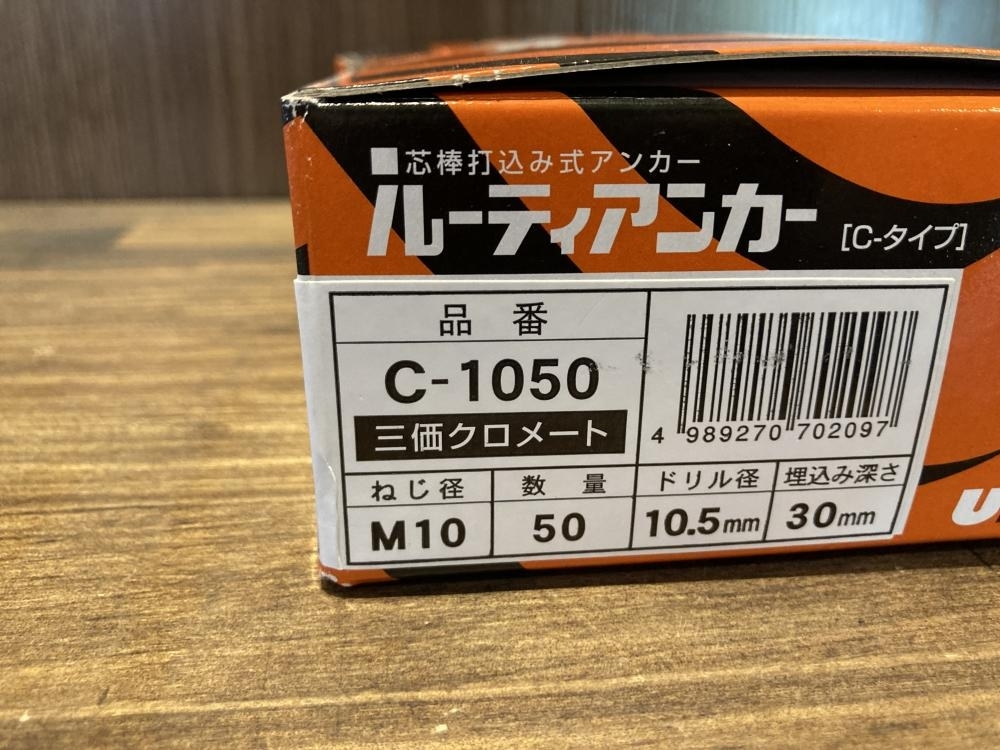 ■芯棒打込み式アンカー
ルーティアンカー [C-タイプ]
品番
C-1050
三価クロメート
4 989270 702097
ねじ径 数量 ドリル径 埋込み深さ
M10 50 10.5mm 30mm